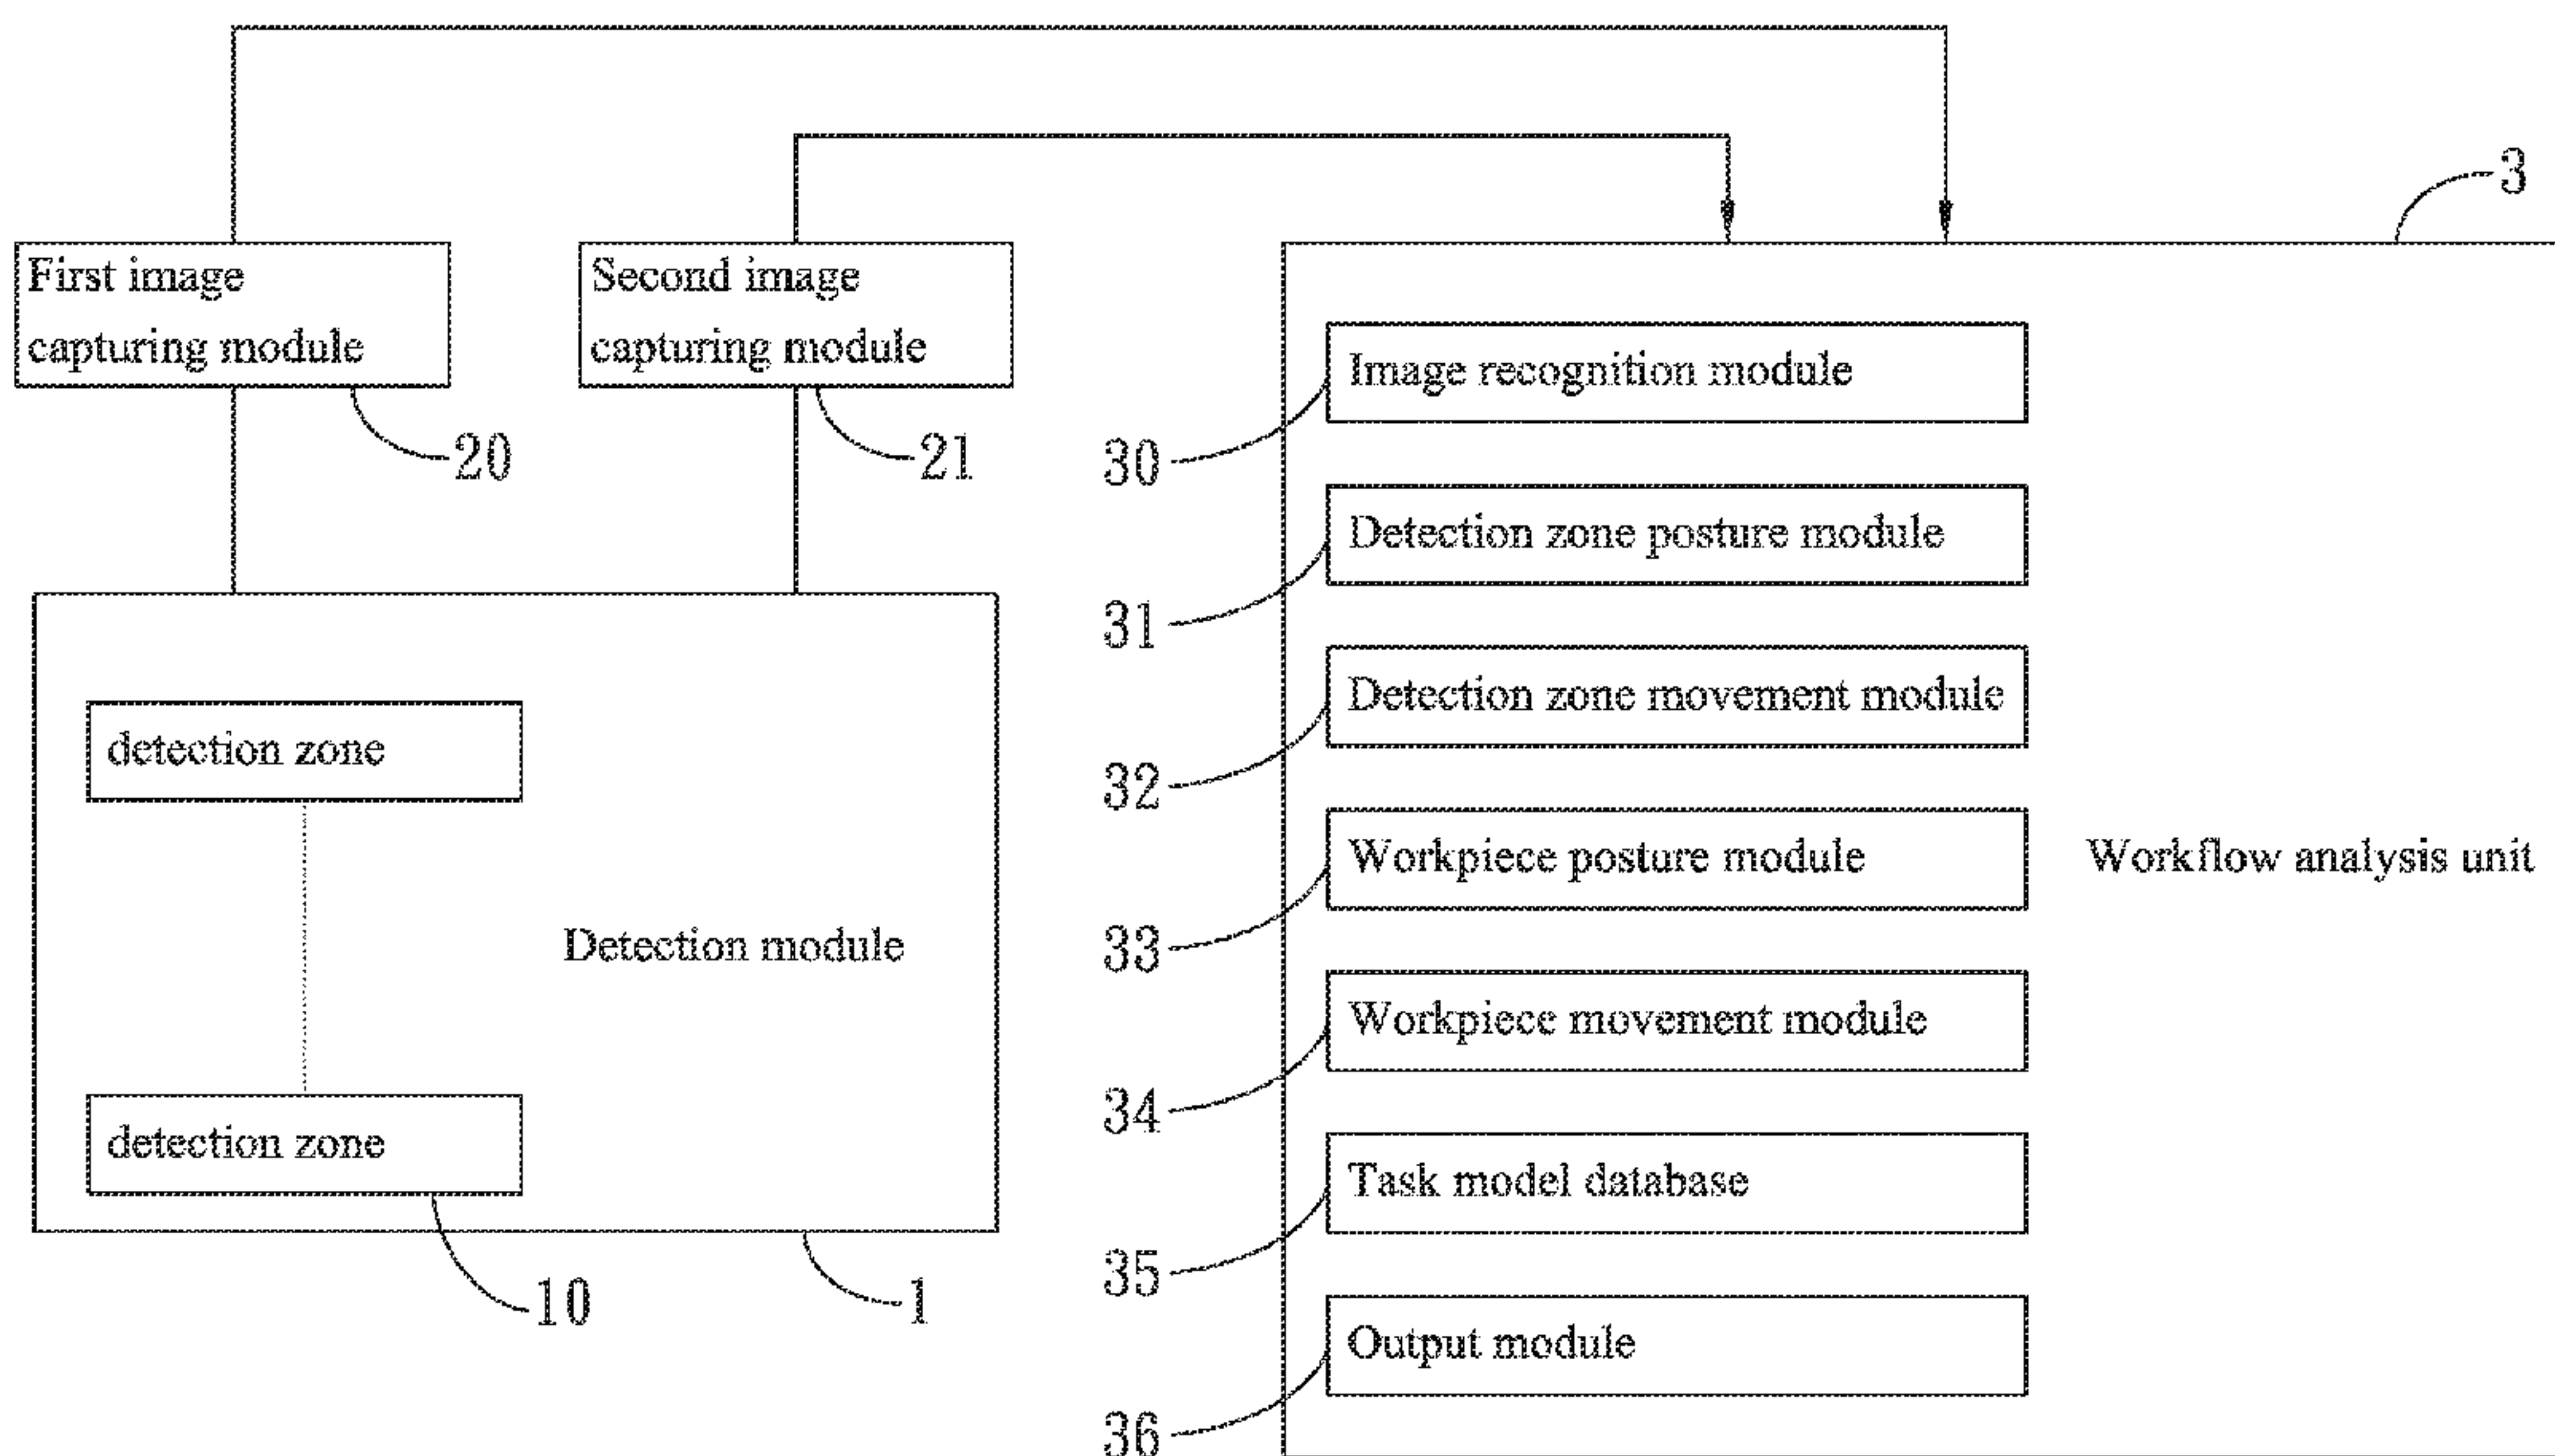 3
First image
capturing module
Second image
capturing module
20
21
Detection module
detection zone
detection zone
10
1
Image recognition module
30
Detection zone posture module
31
Detection zone movement module
32
Workpiece posture module
33
Workflow analysis unit
Workpiece movement module
34
Task model database
35
Output module
36